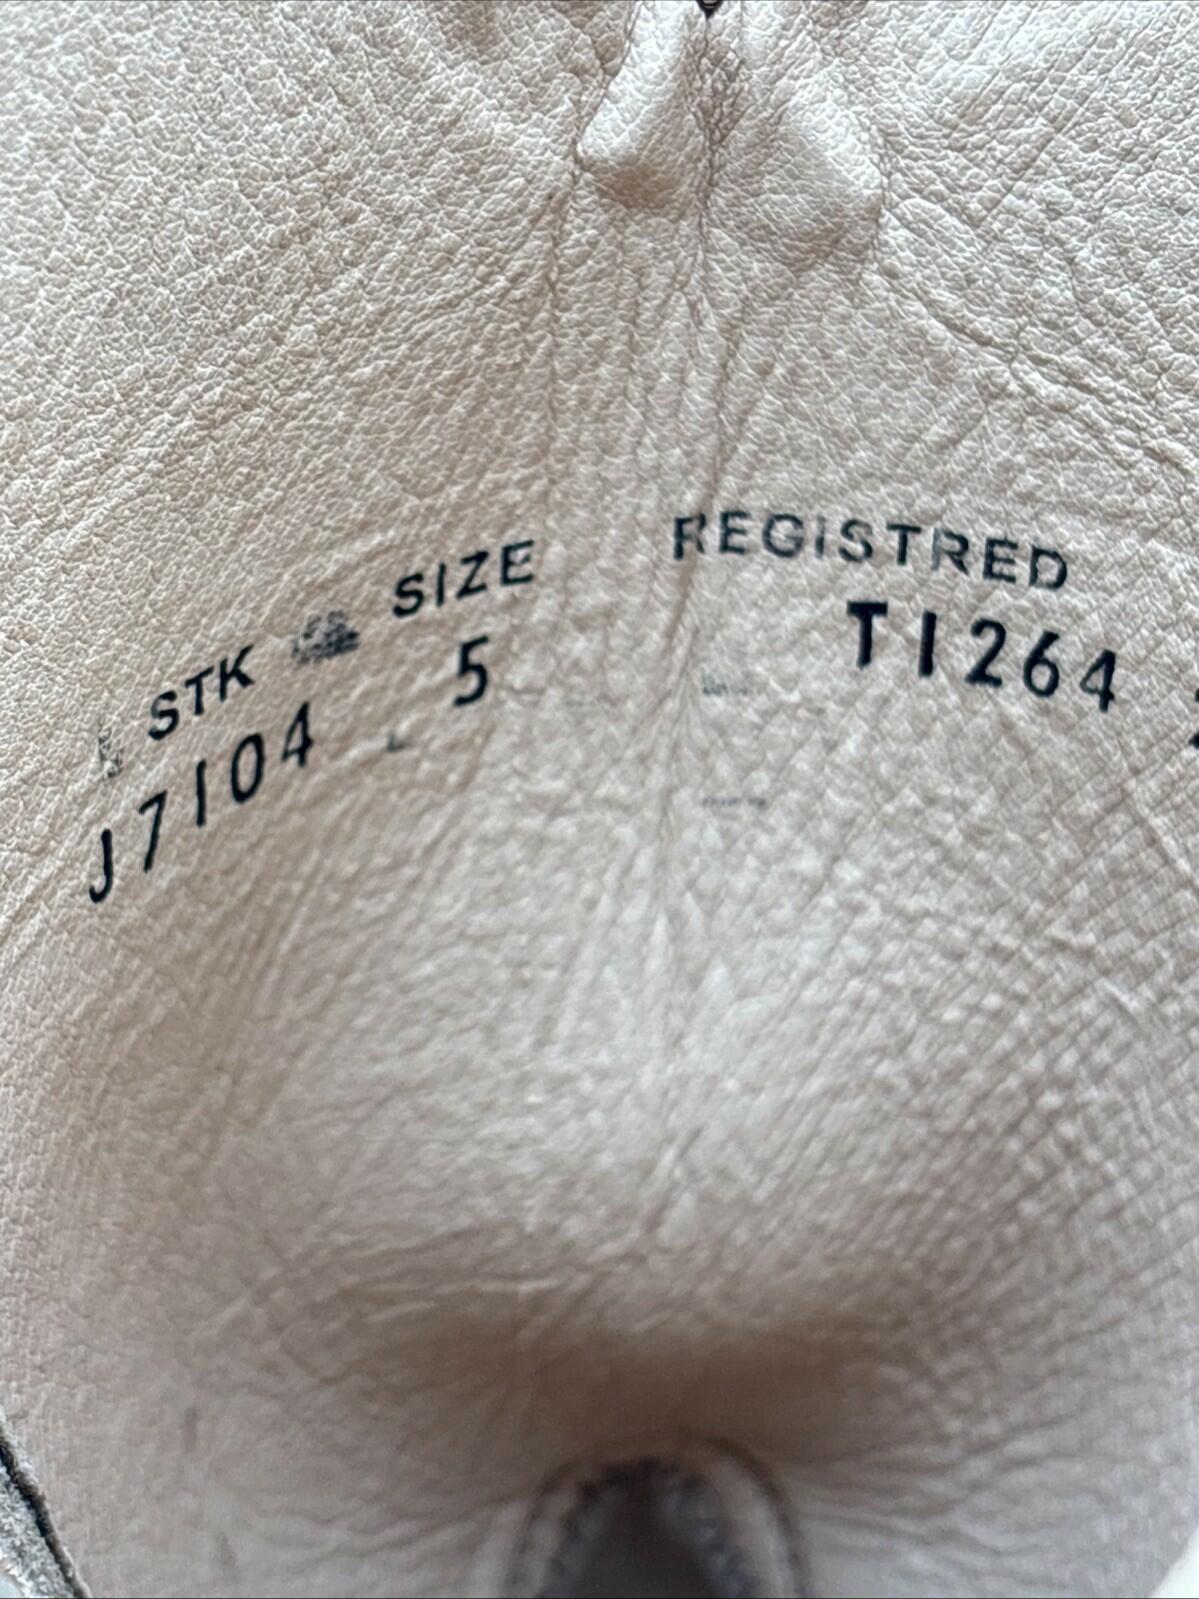 STK SIZE REGISTRED
J7104 5 T1264